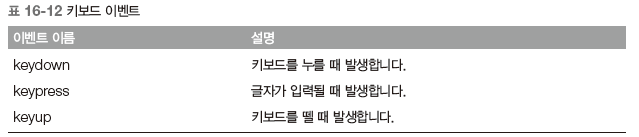 표 16-12 키보드 이벤트
이벤트 이름 설명
keydown 키보드를 누를 때 발생합니다.
keypress 글자가 입력될 때 발생합니다.
keyup 키보드를 뗄 때 발생합니다.